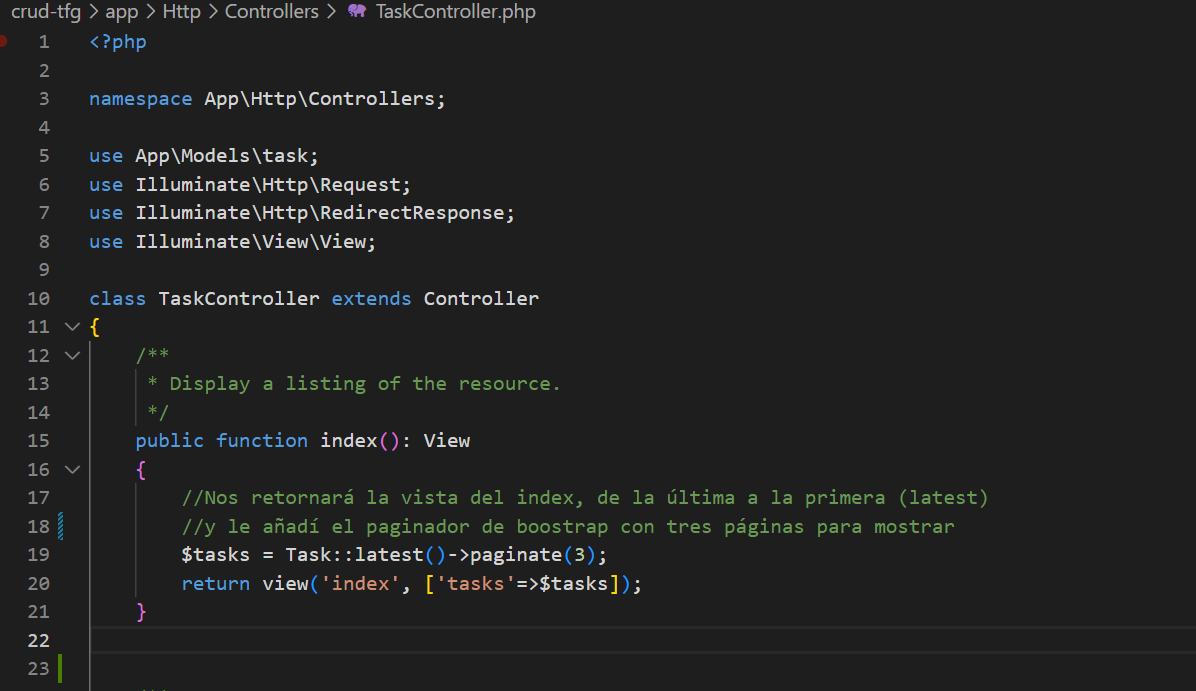 crud-tfg > app > Http > Controllers > TaskController.php
1 <?php
2
3 namespace App\Http\Controllers;
4
5 use App\Models\task;
6 use Illuminate\Http\Request;
7 use Illuminate\Http\RedirectResponse;
8 use Illuminate\View\View;
9
10 class TaskController extends Controller
11 {
12 /**
13 * Display a listing of the resource.
14 */
15 public function index(): View
16 {
17 //Nos retornará la vista del index, de la última a la primera (latest)
18 //y le añadí el paginador de boostrap con tres páginas para mostrar
19 $tasks = Task::latest()->paginate(3);
20 return view('index', ['tasks'=>$tasks]);
21 }
22
23